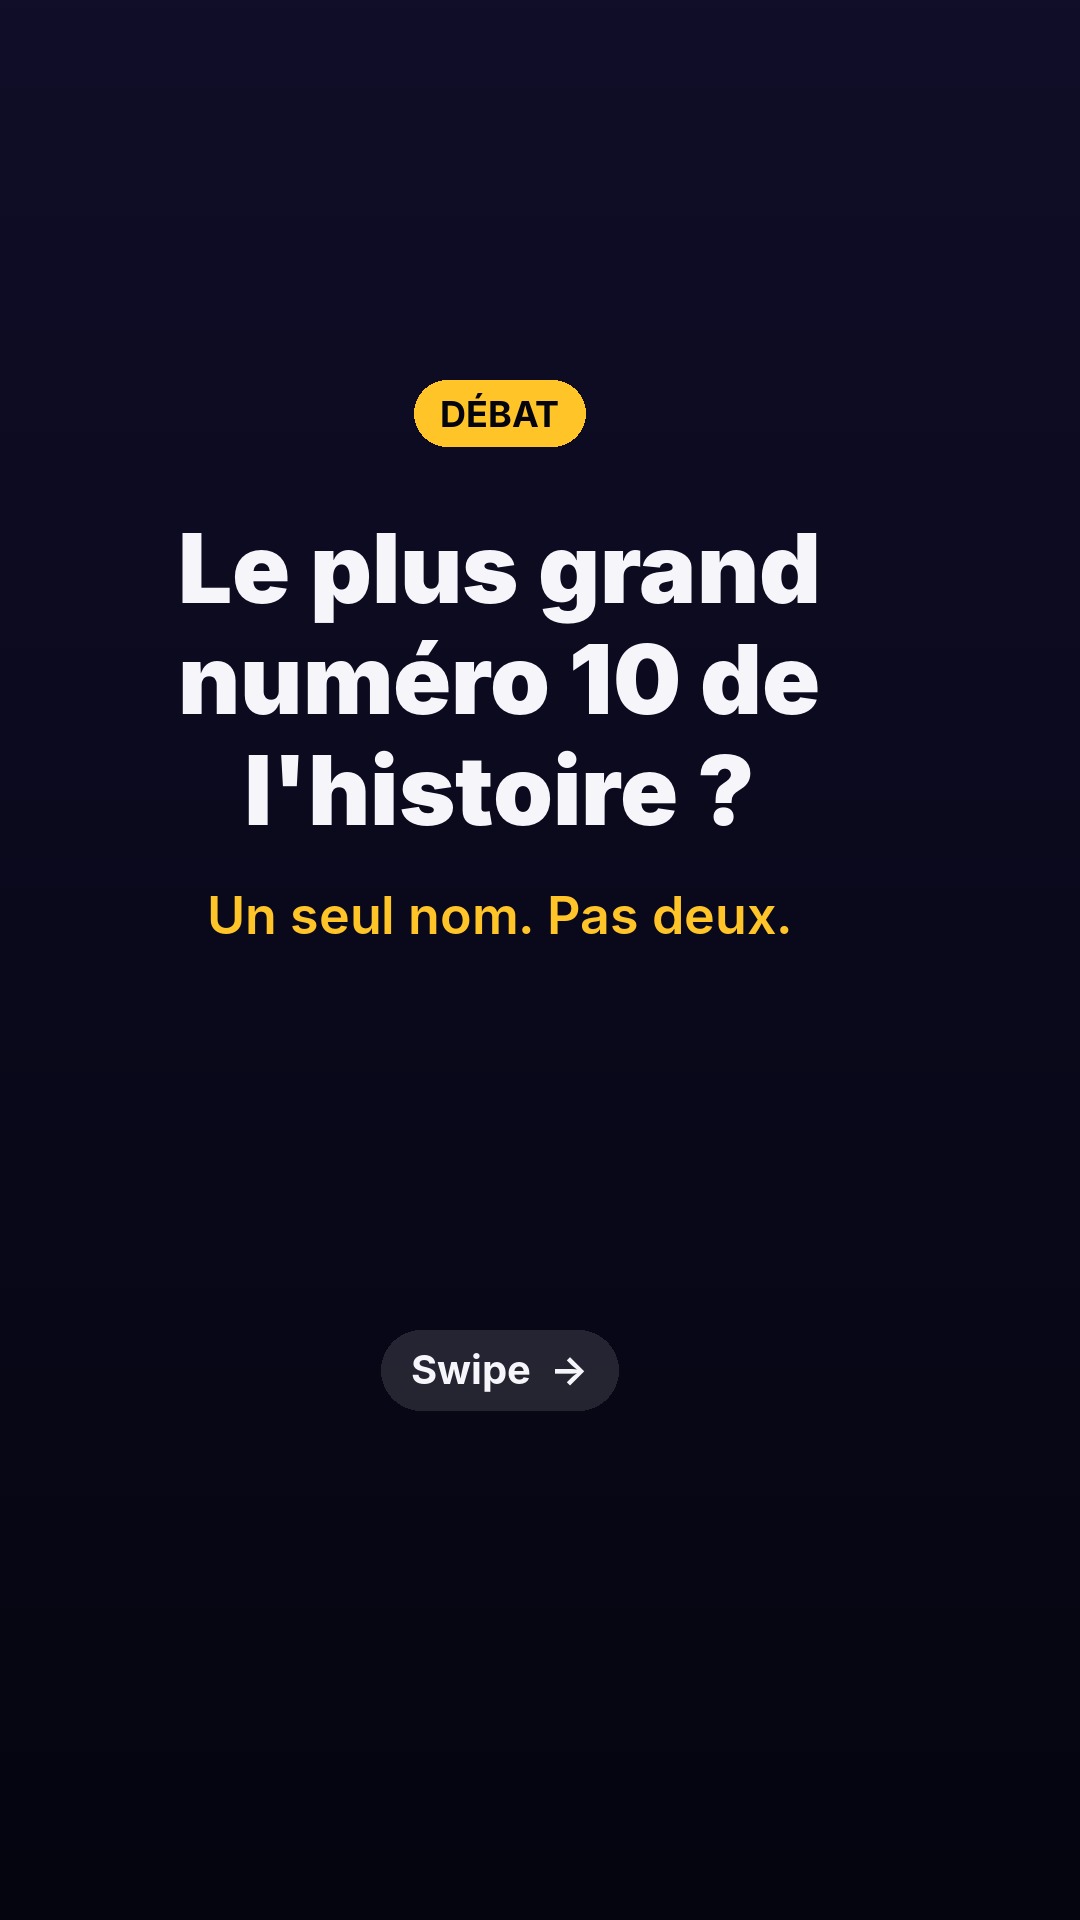 DÉBAT
Le plus grand
numéro 10 de
l'histoire ?
Un seul nom. Pas deux.
Swipe →